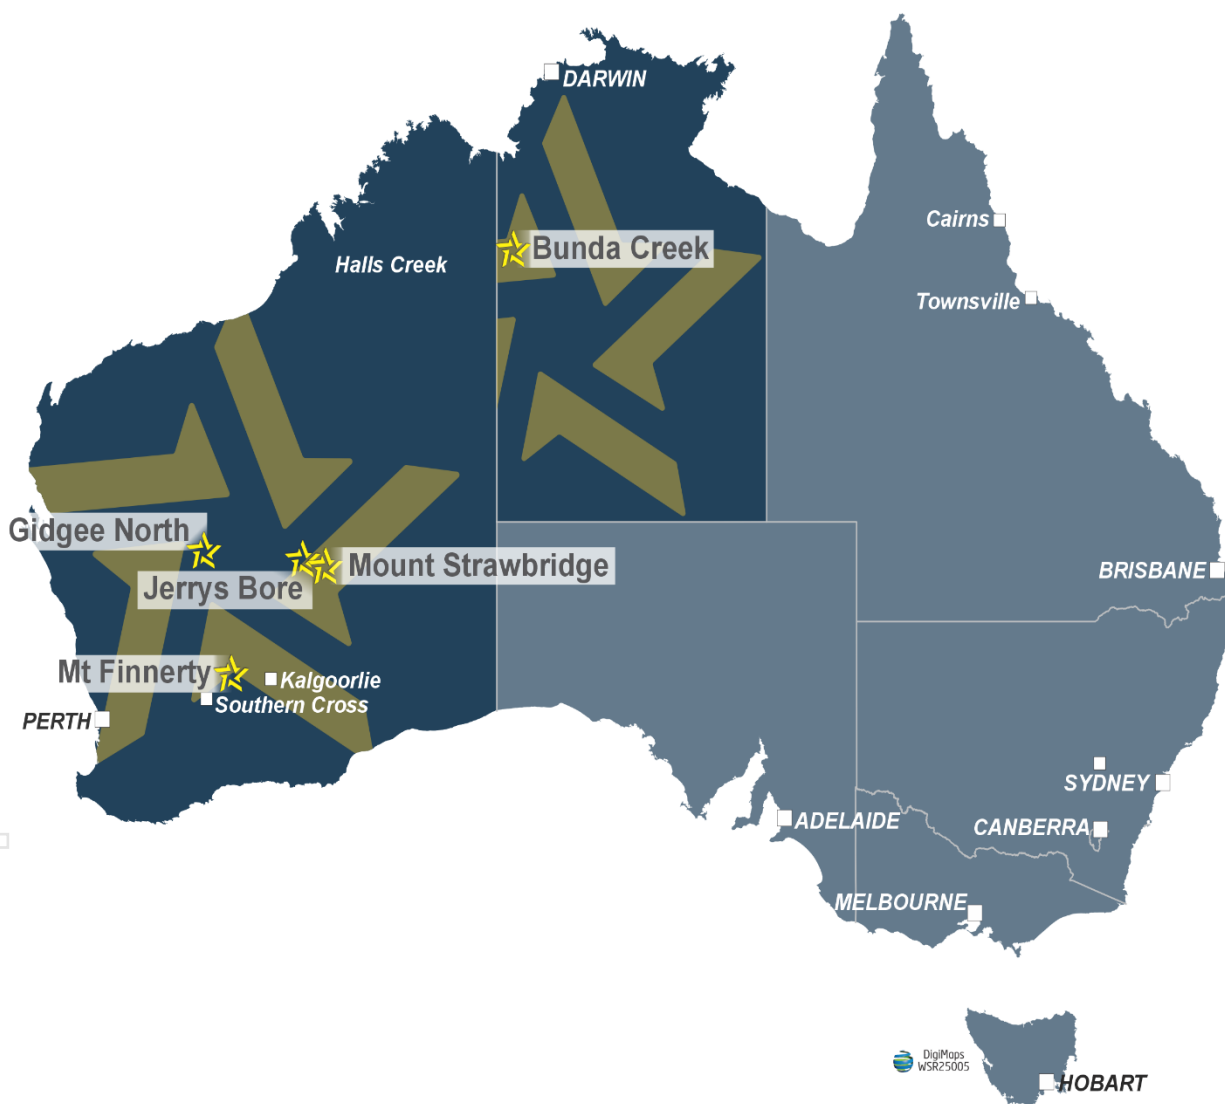 DARWIN
Cairns
Bunda Creek
Halls Creek
Townsville
Gidgee North
Mount Strawbridge
BRISBANE
Jerrys Bore
Mt Finnerty
Kalgoorlie
Southern Cross
PERTH
SYDNEY
ADELAIDE
CANBERRA
MELBOURNE
DigiMaps
WSR25005
HOBART